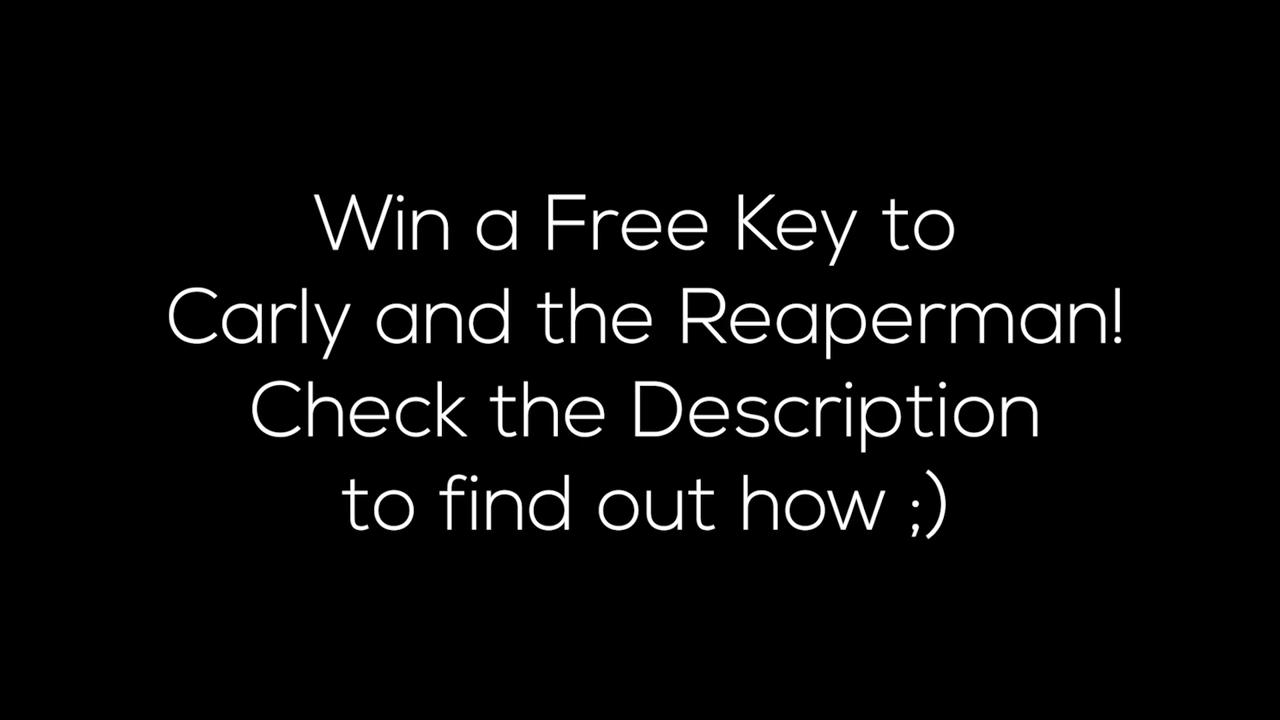 Win a Free Key to
Carly and the Reaperman!
Check the Description
to find out how ;)